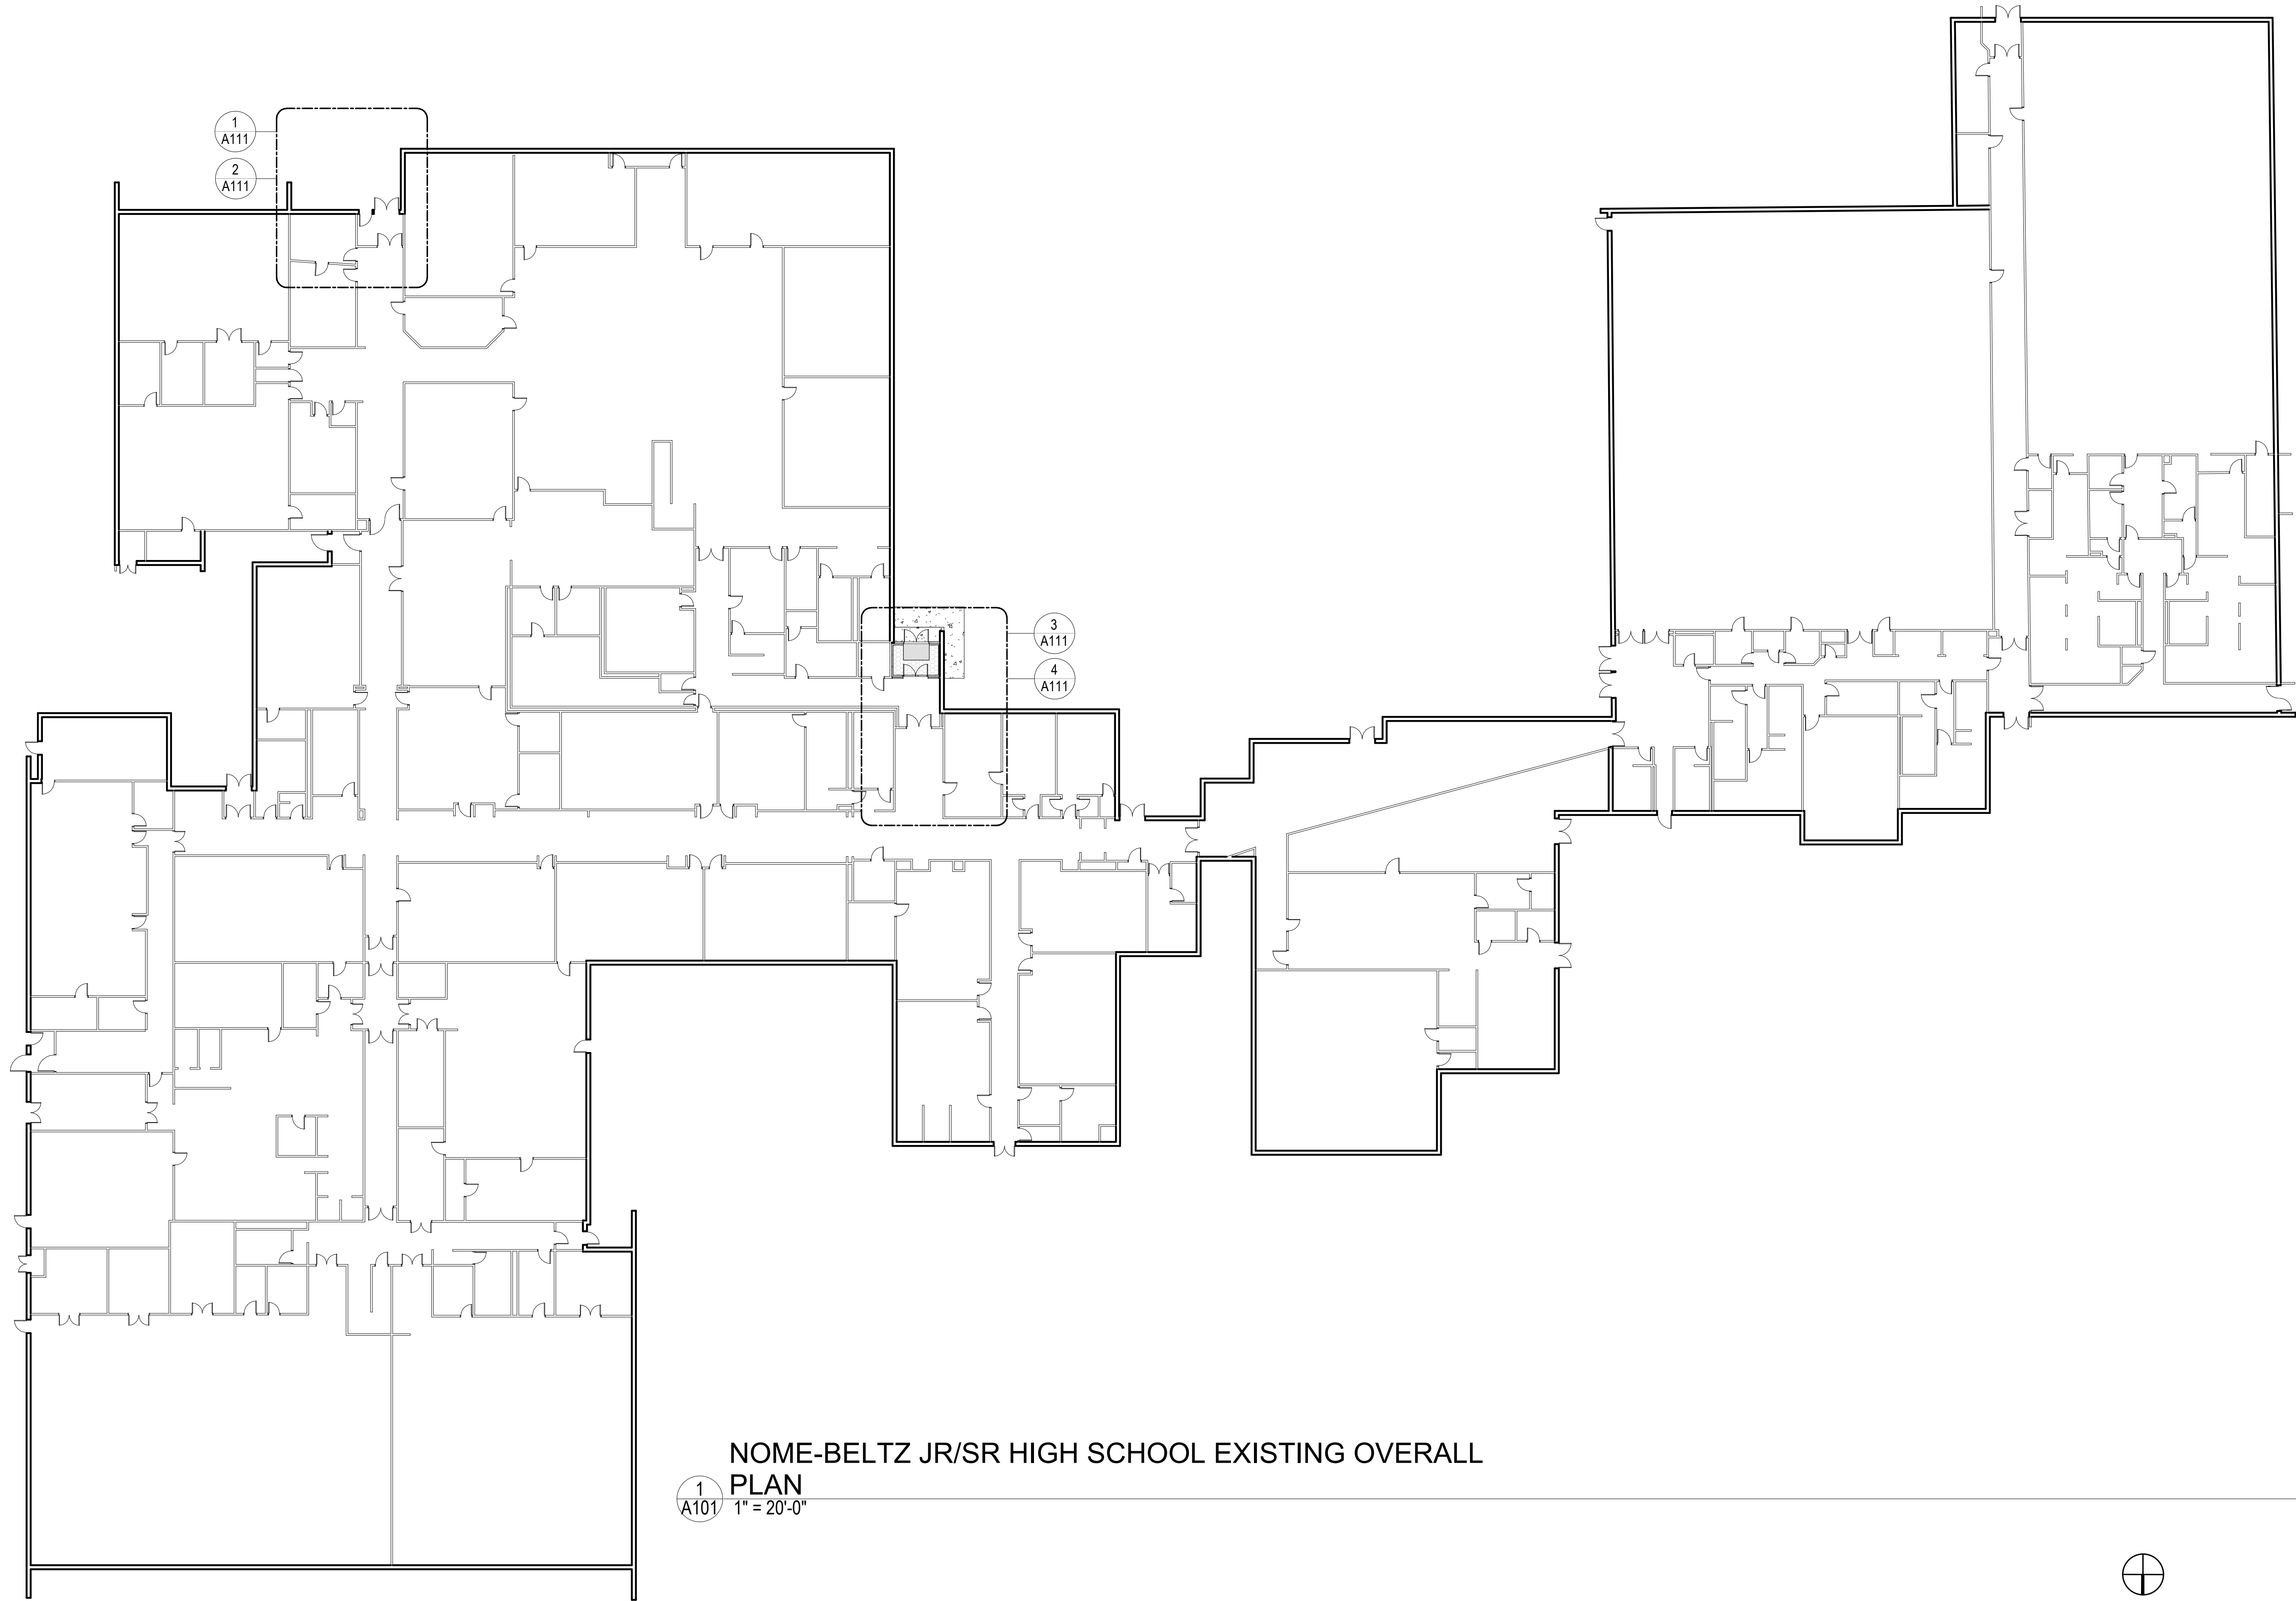 1
A111
2
A111
3
A111
4
A111
NOME-BELTZ JR/SR HIGH SCHOOL EXISTING OVERALL
PLAN
1
A101
1" = 20'-0"